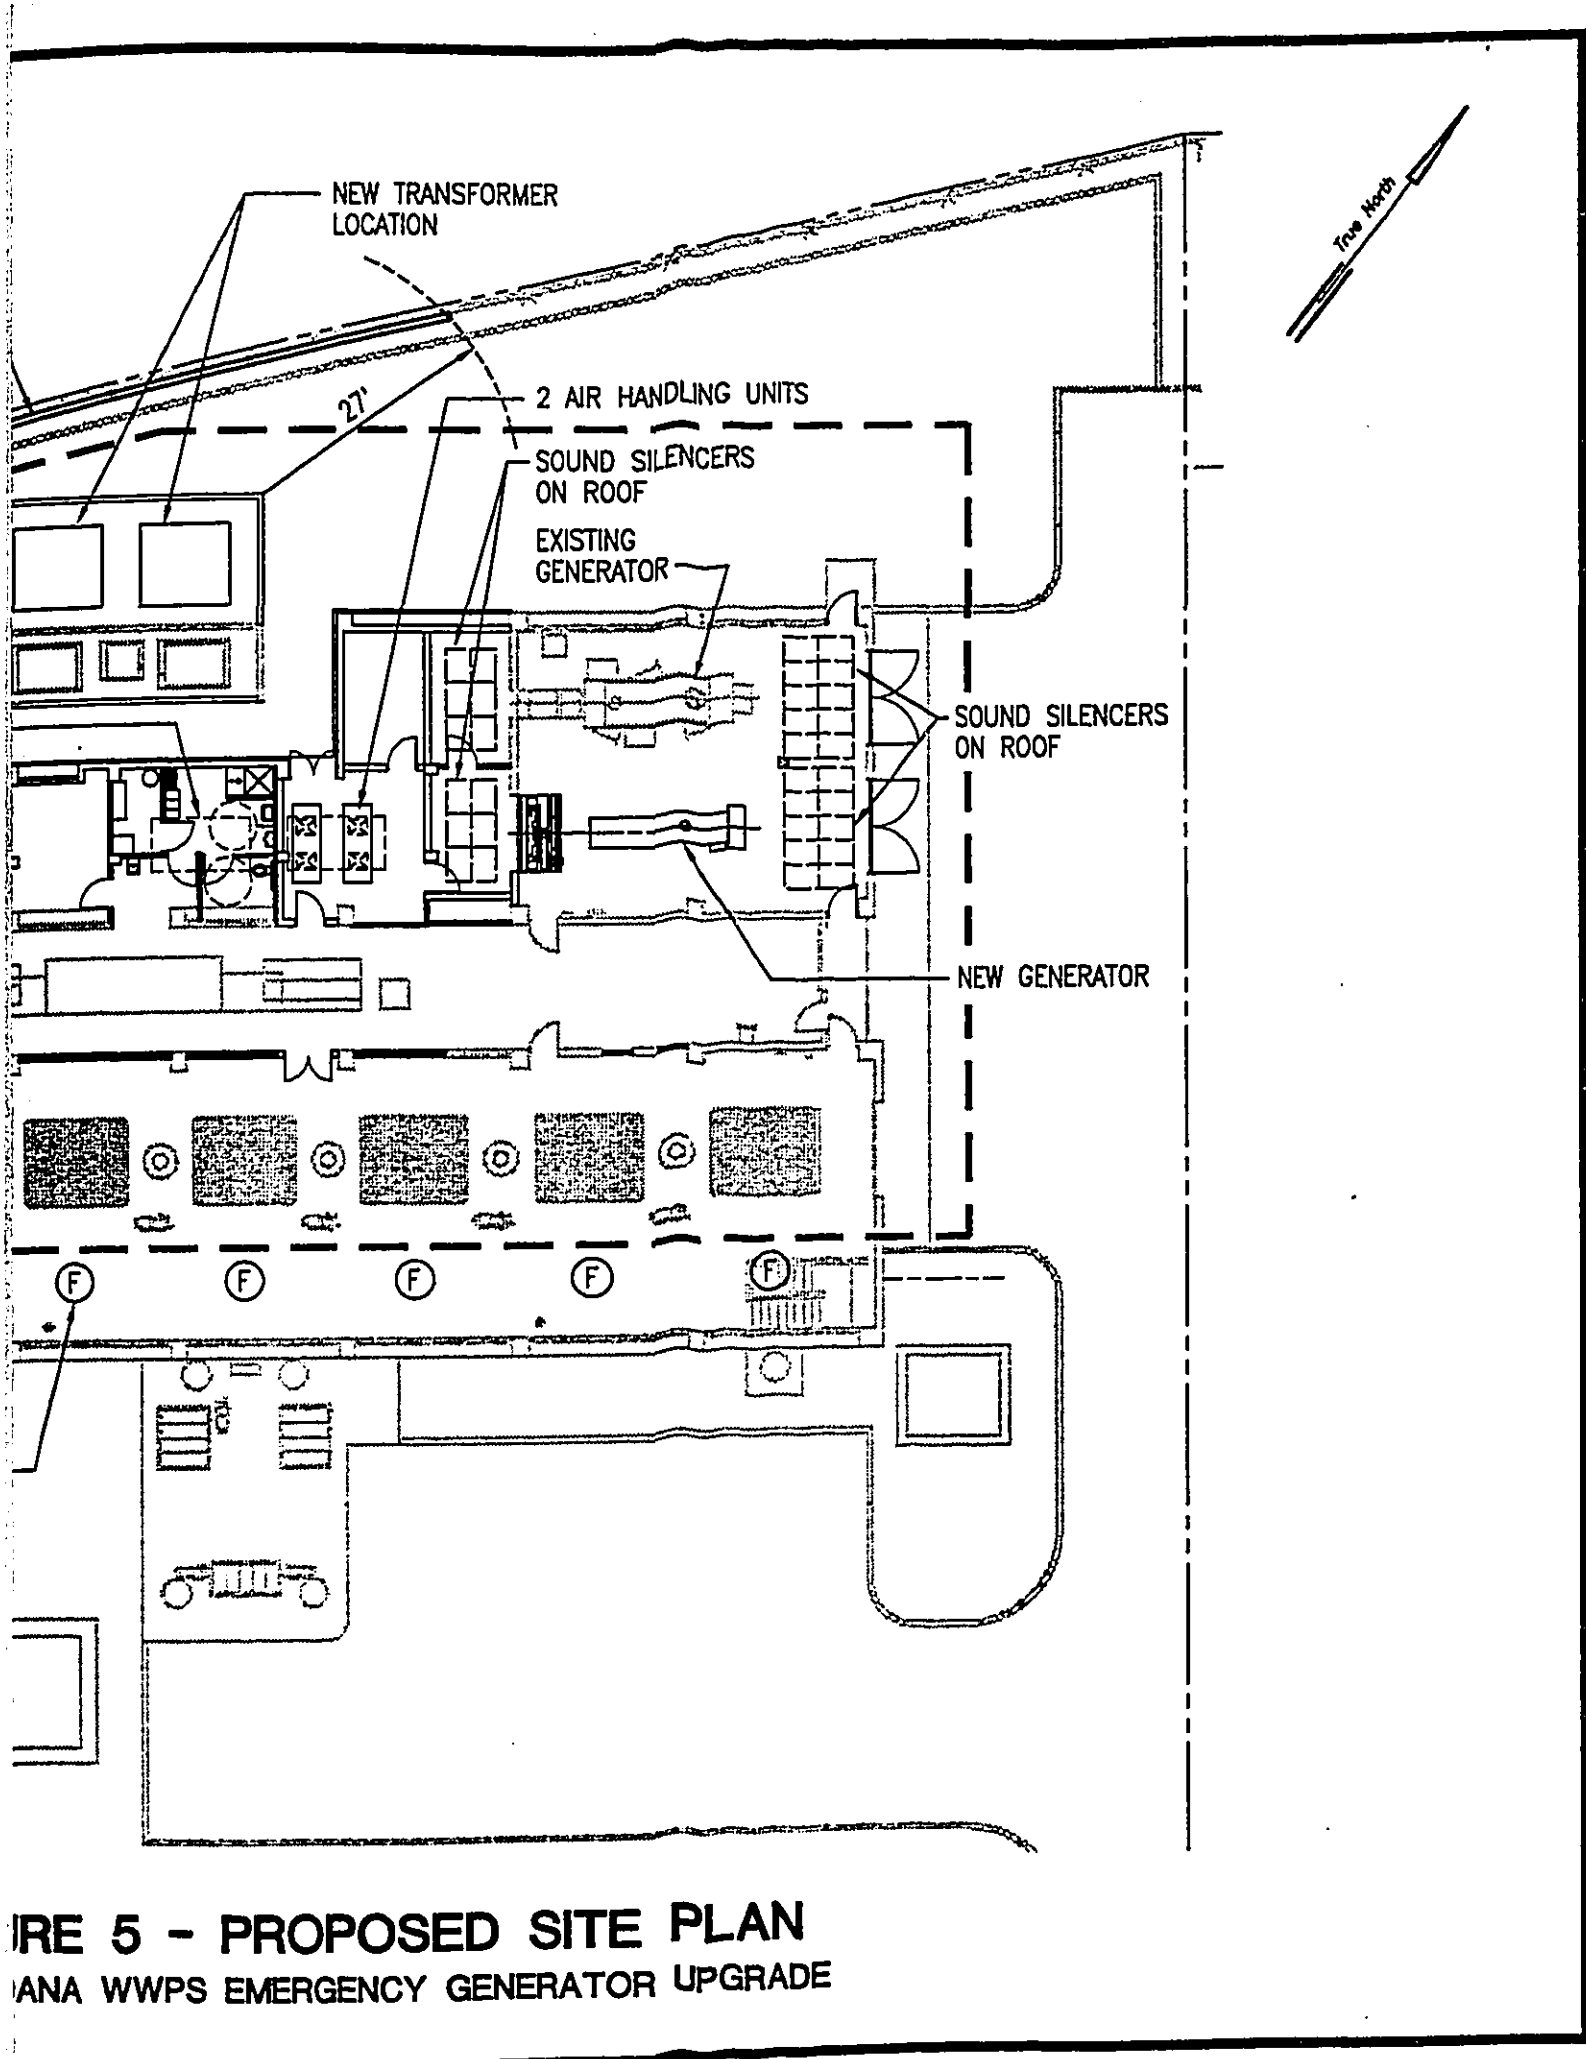 NEW TRANSFORMER
LOCATION
True North
27'
2 AIR HANDLING UNITS
SOUND SILENCERS
ON ROOF
EXISTING
GENERATOR
SOUND SILENCERS
ON ROOF
NEW GENERATOR
F
F
F
F
F
URE 5 - PROPOSED SITE PLAN
ANA WWPS EMERGENCY GENERATOR UPGRADE